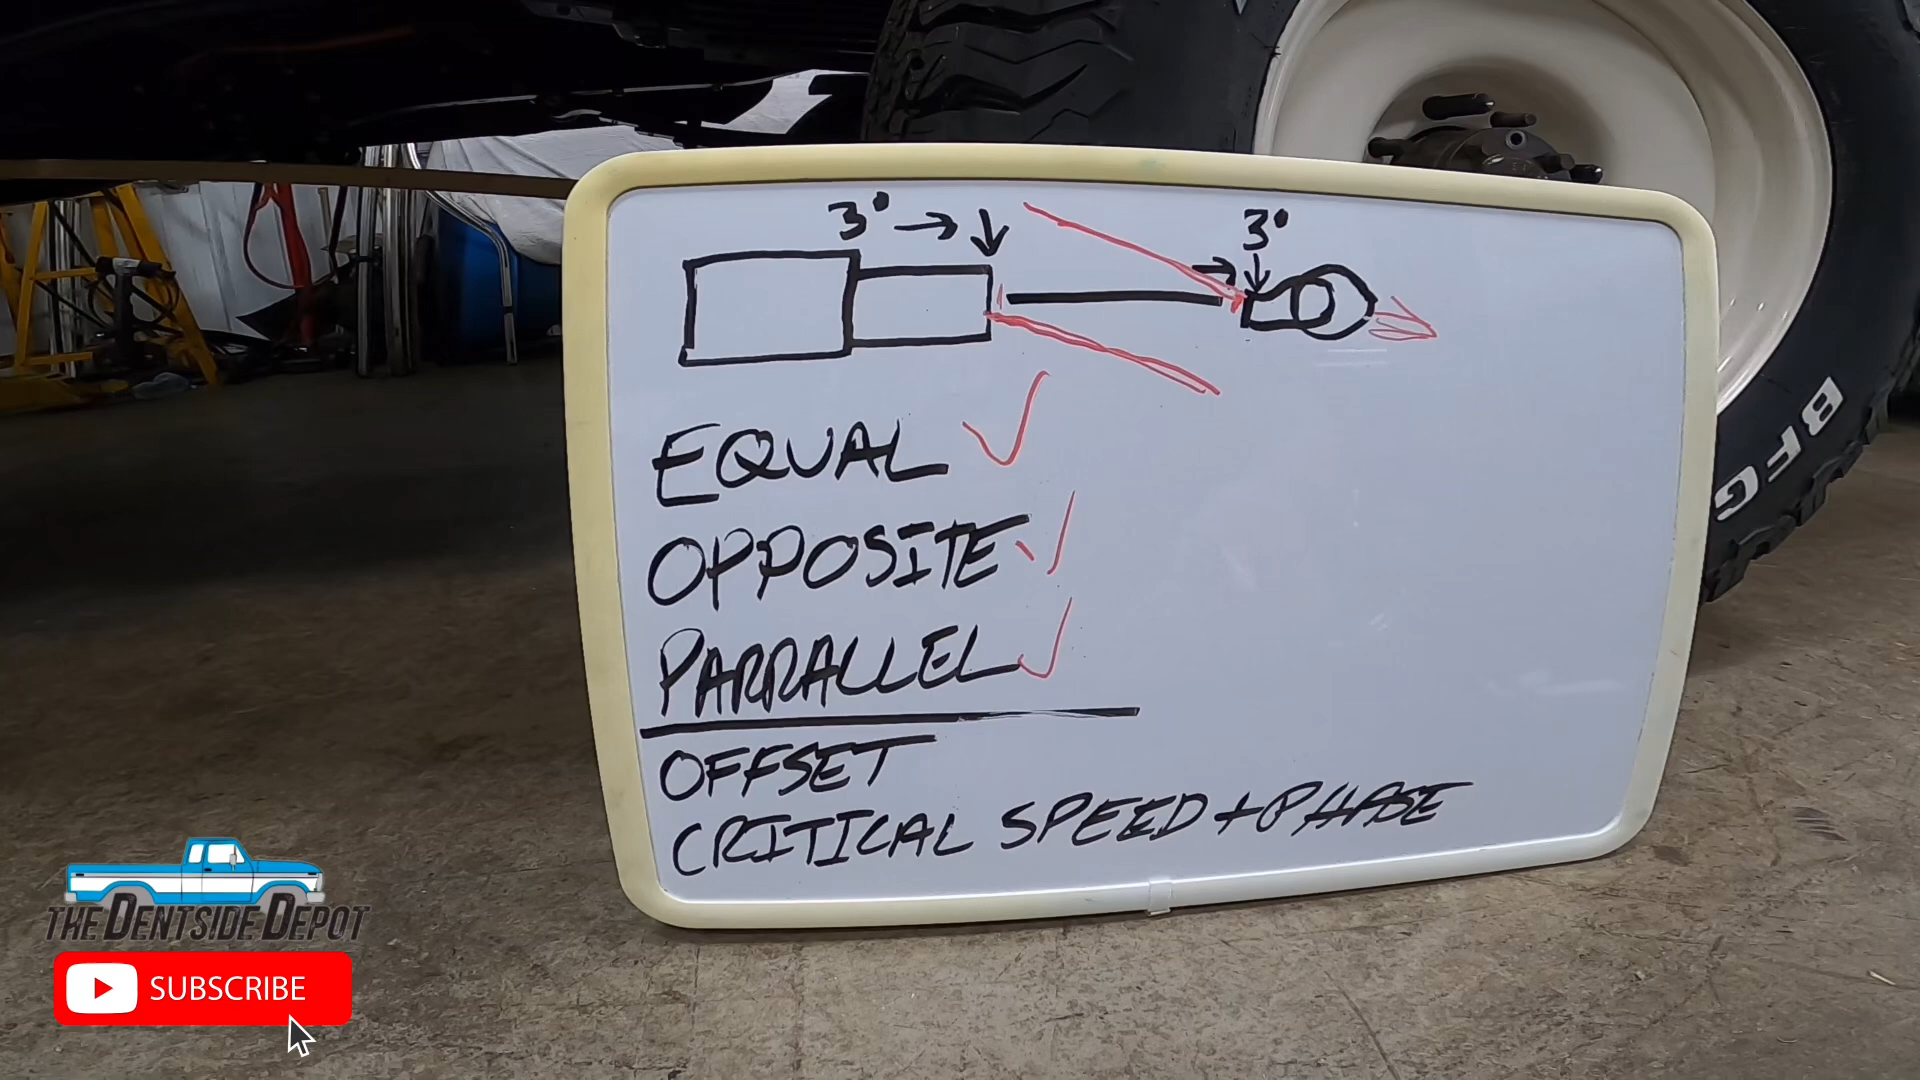 3° → ↓
3°
→ ↓
EQUAL ✓
OPPOSITE ✓
PARRALLEL ✓
OFFSET
CRITICAL SPEED + PHASE
BFG
THE DENTSIDE DEPOT
SUBSCRIBE